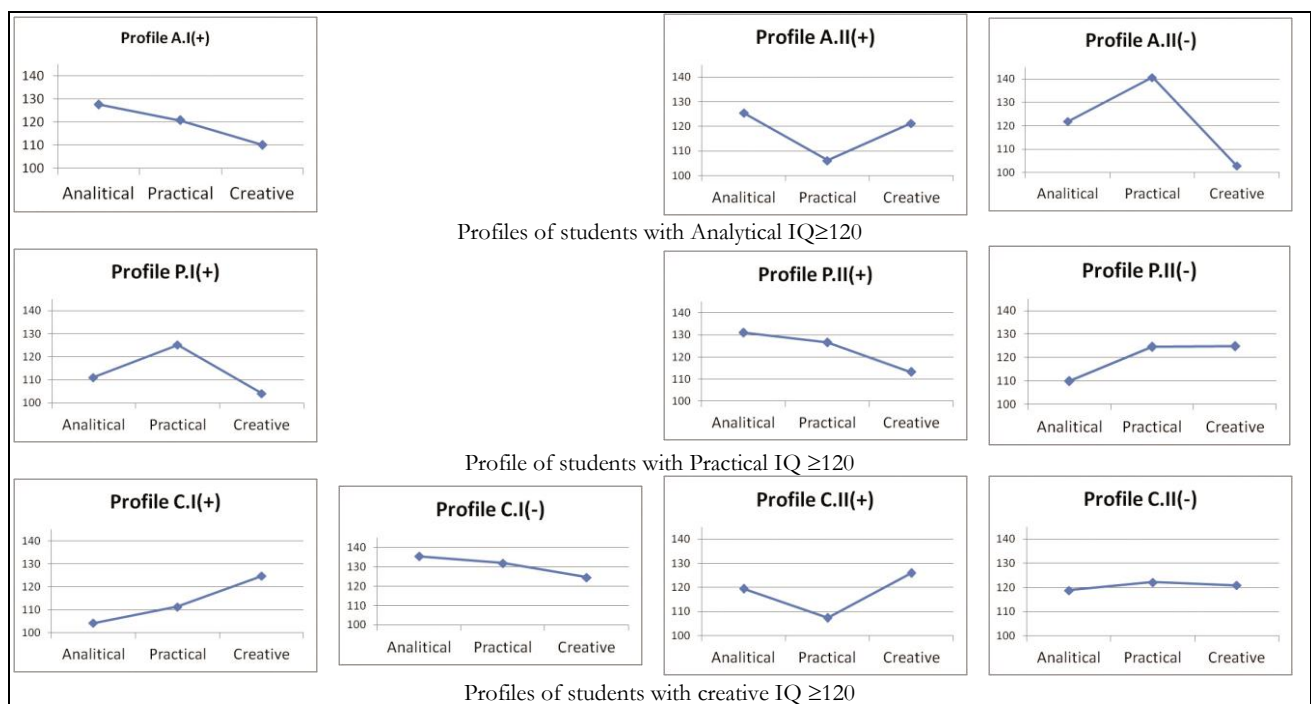 Profile A.I(+)
140
130
120
110
100
Analitical Practical Creative
Profile A.II(+)
140
130
120
110
100
Analitical Practical Creative
Profile A.II(-)
140
130
120
110
100
Analitical Practical Creative
Profiles of students with Analytical IQ≥120
Profile P.I(+)
140
130
120
110
100
Analitical Practical Creative
Profile P.II(+)
140
130
120
110
100
Analitical Practical Creative
Profile P.II(-)
140
130
120
110
100
Analitical Practical Creative
Profile of students with Practical IQ ≥120
Profile C.I(+)
140
130
120
110
100
Analitical Practical Creative
Profile C.I(-)
140
130
120
110
100
Analitical Practical Creative
Profile C.II(+)
140
130
120
110
100
Analitical Practical Creative
Profile C.II(-)
140
130
120
110
100
Analitical Practical Creative
Profiles of students with creative IQ ≥120